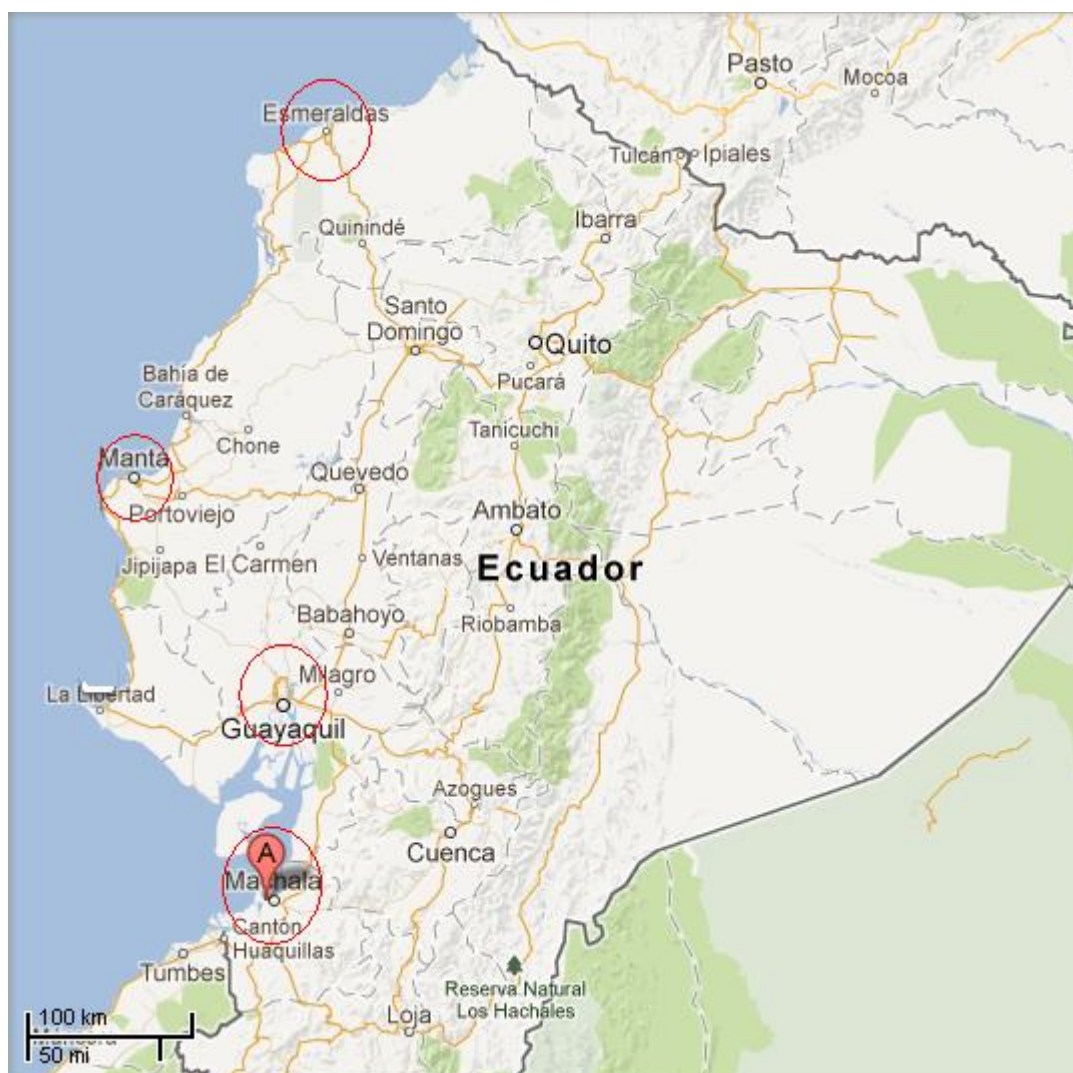 Pasto
Mocoa
Esmeraldas
Tulcán
Ipiales
Ibarra
Quinindé
Santo
Domingo
Quito
Pucará
Bahía de
Caráquez
Chone
Tanicuchi
Manta
Quevedo
Portoviejo
Ambato
Jipijapa
El Carmen
Ventanas
Ecuador
Babahoyo
Riobamba
Milagro
La Libertad
Guayaquil
Azogues
Cuenca
A
Machala
Cantón
Huaquillas
Tumbes
Reserva Natural
Los Hachales
Loja
100 km
50 mi